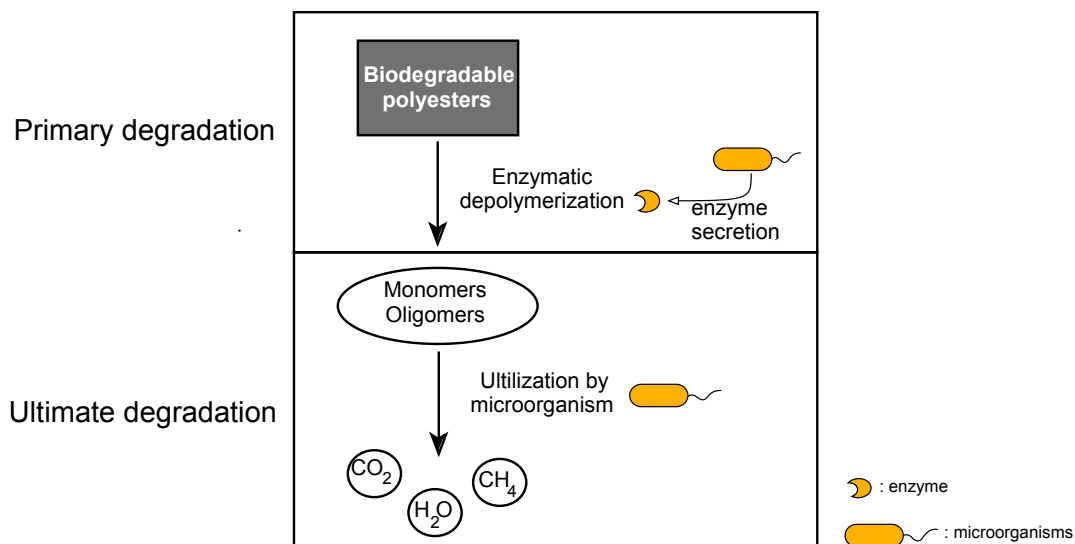 Biodegradable
polyesters
Primary degradation
Enzymatic
depolymerization
enzyme
secretion
Monomers
Oligomers
Ultilization by
microorganism
Ultimate degradation
CO2
H2O
CH4
: enzyme
: microorganisms